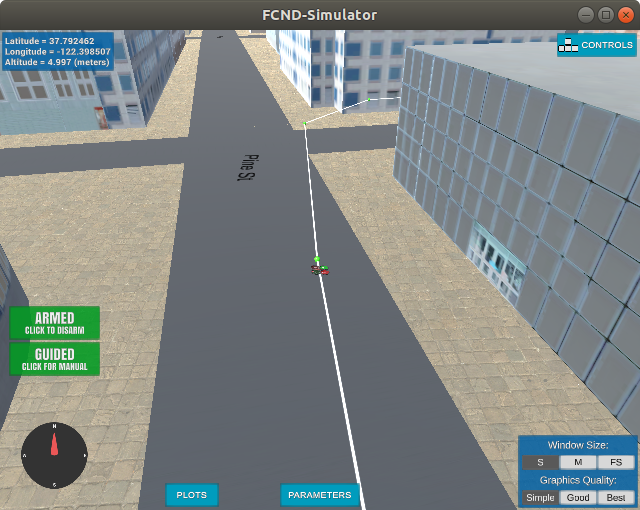 FCND-Simulator
Latitude = 37.792462
Longitude = -122.398507
Altitude = 4.997 (meters)
CONTROLS
Pine St
ARMED
CLICK TO DISARM
GUIDED
CLICK FOR MANUAL
N
S
PLOTS
PARAMETERS
Window Size:
S M FS
Graphics Quality:
Simple Good Best